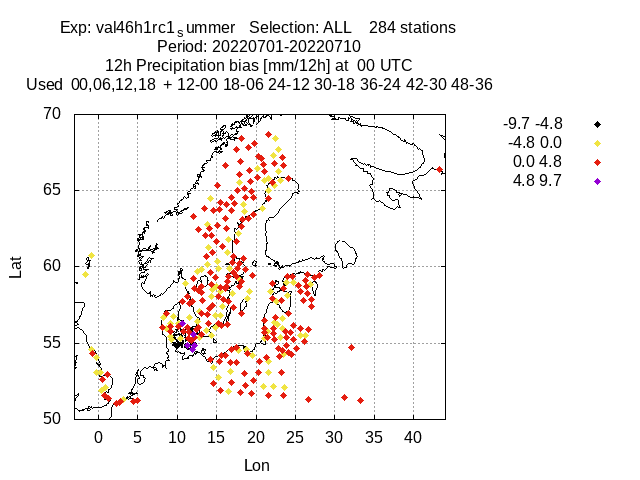 Exp: val46h1rc1summer Selection: ALL 284 stations
Period: 20220701-20220710
12h Precipitation bias [mm/12h] at 00 UTC
Used 00,06,12,18 + 12-00 18-06 24-12 30-18 36-24 42-30 48-36
-9.7 -4.8
-4.8 0.0
0.0 4.8
4.8 9.7
70
65
60
55
50
Lat
0 5 10 15 20 25 30 35 40
Lon